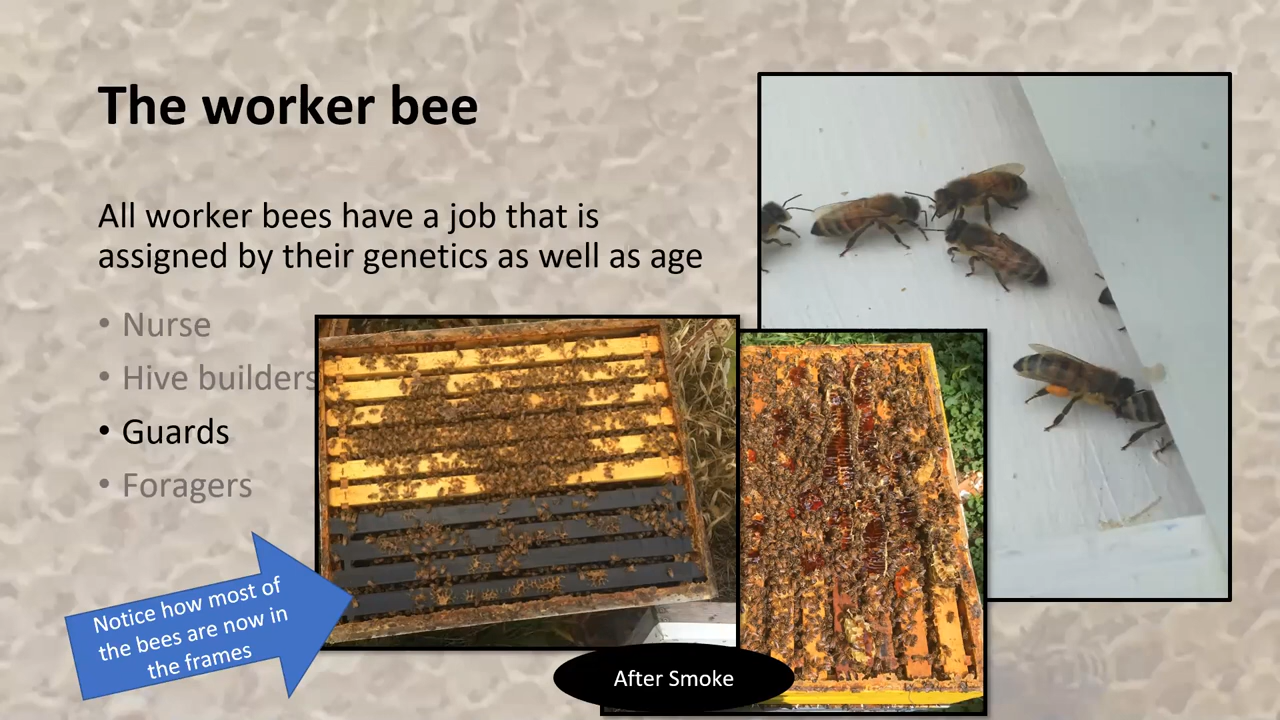 The worker bee
All worker bees have a job that is
assigned by their genetics as well as age
• Nurse
• Hive builders
• Guards
• Foragers
Notice how most of
the bees are now in
the frames
After Smoke